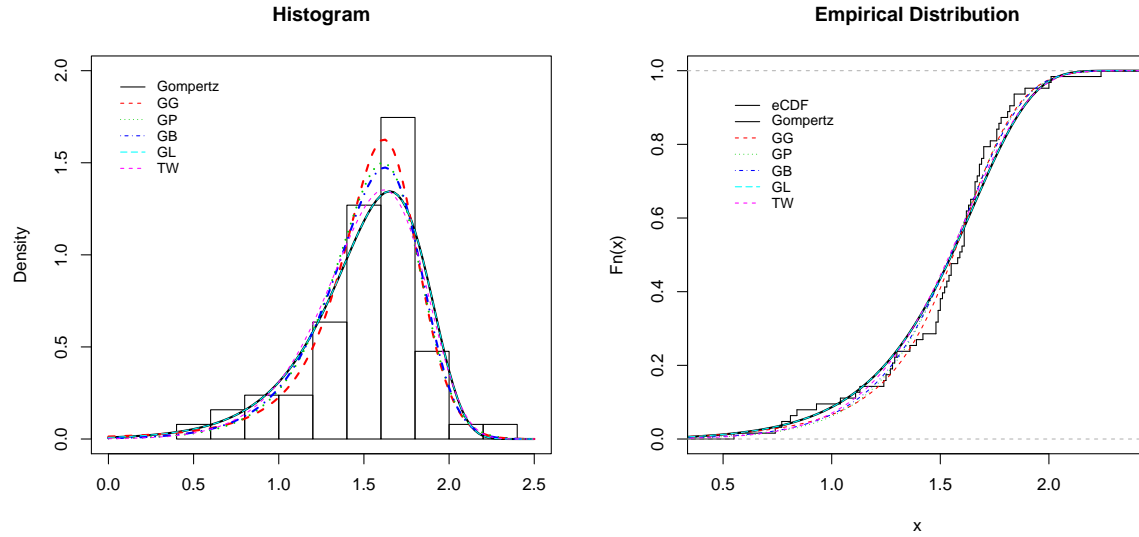 Histogram
Density
0.0 0.5 1.0 1.5 2.0
Gompertz
GG
GP
GB
GL
TW
0.0 0.5 1.0 1.5 2.0 2.5
Empirical Distribution
Fn(x)
0.0 0.2 0.4 0.6 0.8 1.0
eCDF
Gompertz
GG
GP
GB
GL
TW
0.5 1.0 1.5 2.0
x